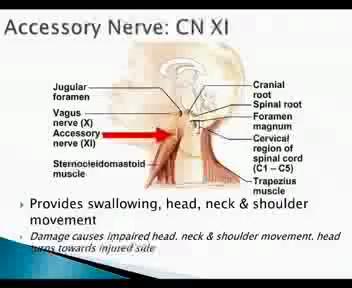 Accessory Nerve: CN XI
Jugular
foramen
Vagus
nerve (X)
Accessory
nerve (XI)
Sternocleidomastoid
muscle
Cranial
root
Spinal root
Foramen
magnum
Cervical
region of
spinal cord
(C1 – C5)
Trapezius
muscle
Provides swallowing, head, neck & shoulder
movement
Damage causes impaired head, neck & shoulder movement. head
turns towards injured side